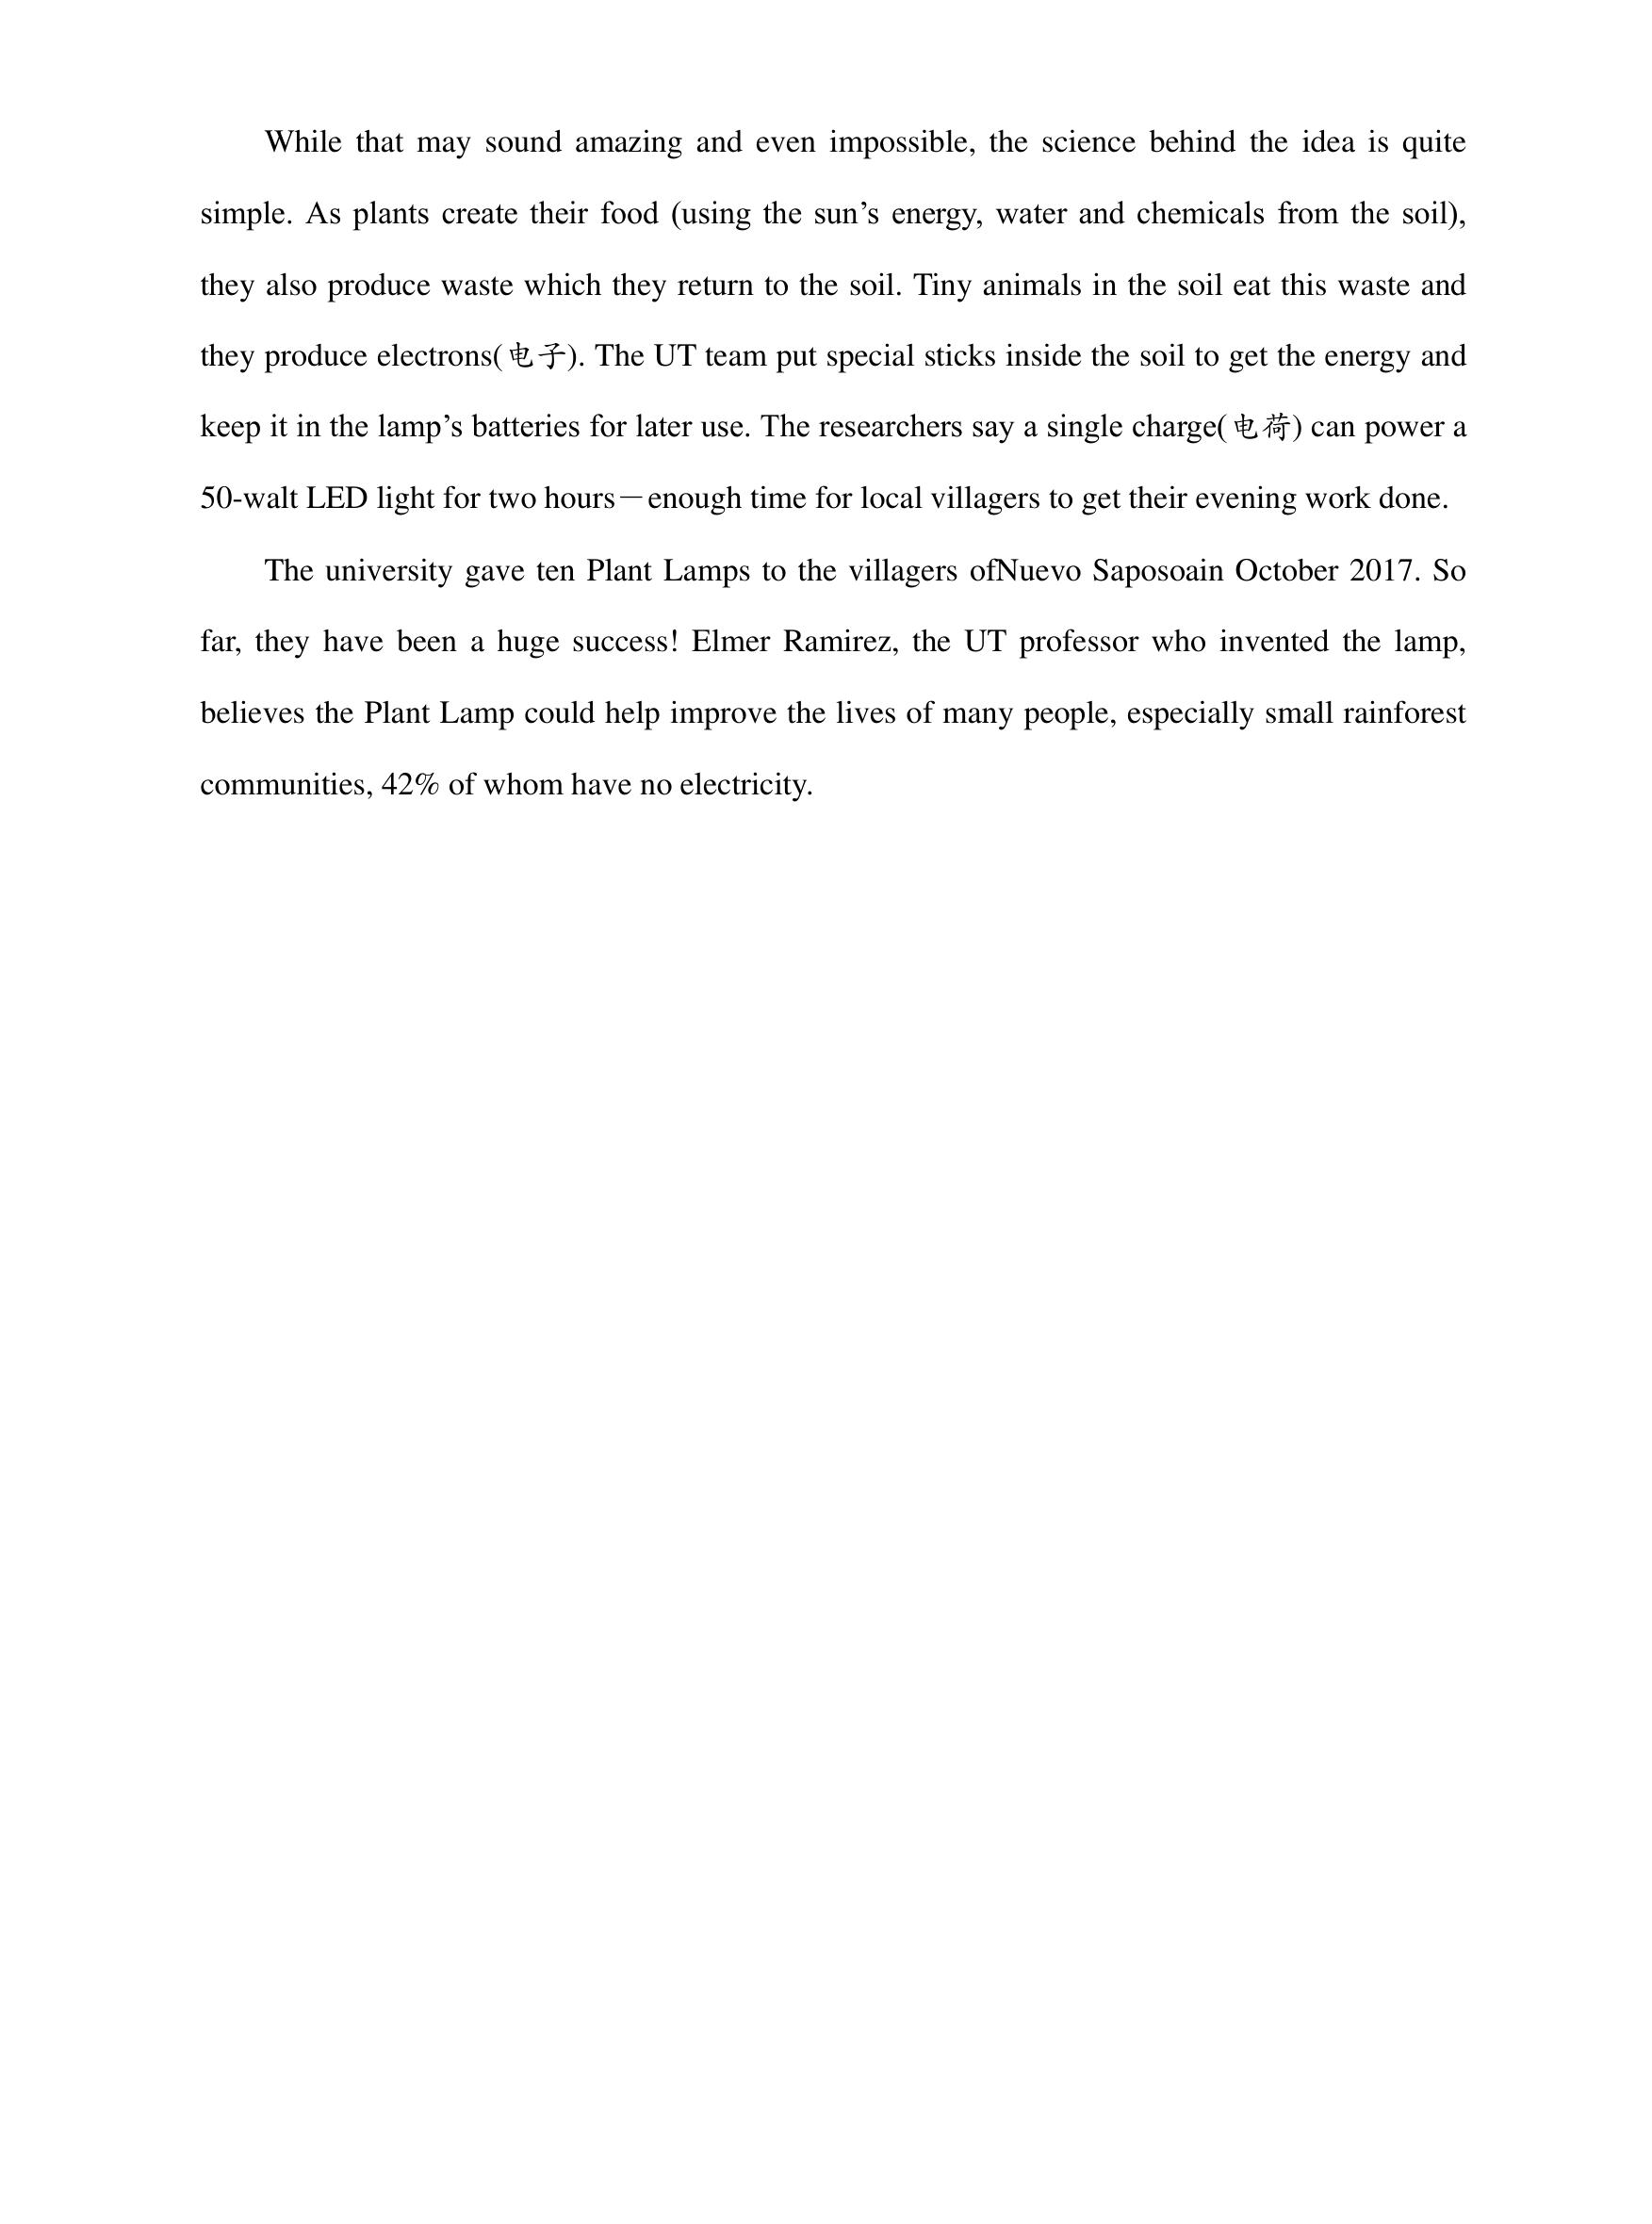 While that may sound amazing and even impossible, the science behind the idea is quite
simple. As plants create their food (using the sun’s energy, water and chemicals from the soil),
they also produce waste which they return to the soil. Tiny animals in the soil eat this waste and
they produce electrons(电子). The UT team put special sticks inside the soil to get the energy and
keep it in the lamp’s batteries for later use. The researchers say a single charge(电荷) can power a
50-walt LED light for two hours—enough time for local villagers to get their evening work done.
The university gave ten Plant Lamps to the villagers ofNuevo Saposoain October 2017. So
far, they have been a huge success! Elmer Ramirez, the UT professor who invented the lamp,
believes the Plant Lamp could help improve the lives of many people, especially small rainforest
communities, 42% of whom have no electricity.